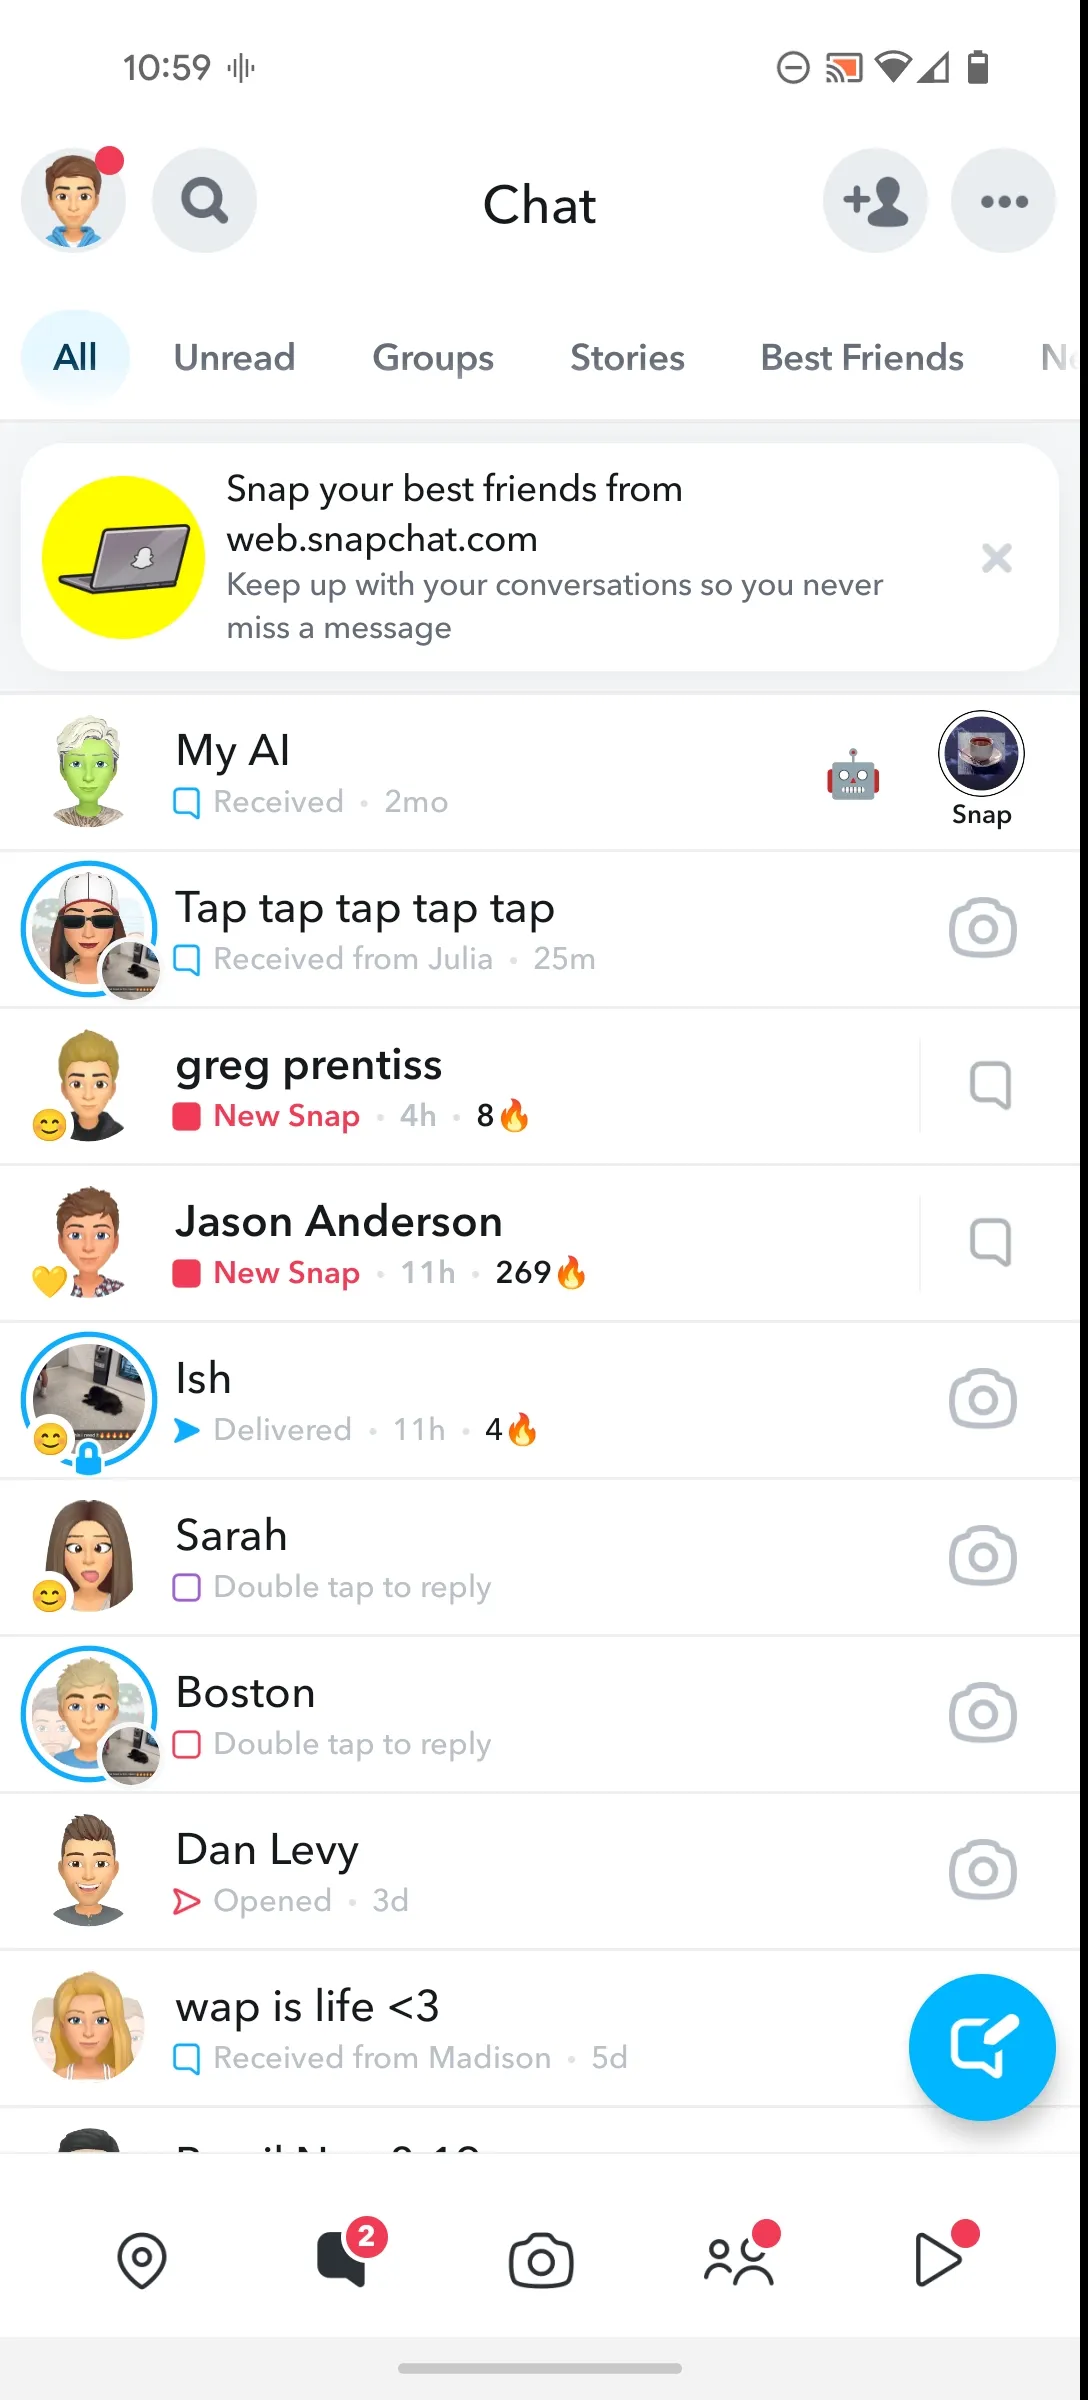 10:59
Chat
All Unread Groups Stories Best Friends
Snap your best friends from
web.snapchat.com
Keep up with your conversations so you never
miss a message
My AI
Received • 2mo
Snap
Tap tap tap tap tap
Received from Julia • 25m
greg prentiss
New Snap • 4h • 8🔥
Jason Anderson
New Snap • 11h • 269🔥
Ish
Delivered • 11h • 4🔥
Sarah
Double tap to reply
Boston
Double tap to reply
Dan Levy
Opened • 3d
wap is life <3
Received from Madison • 5d
2